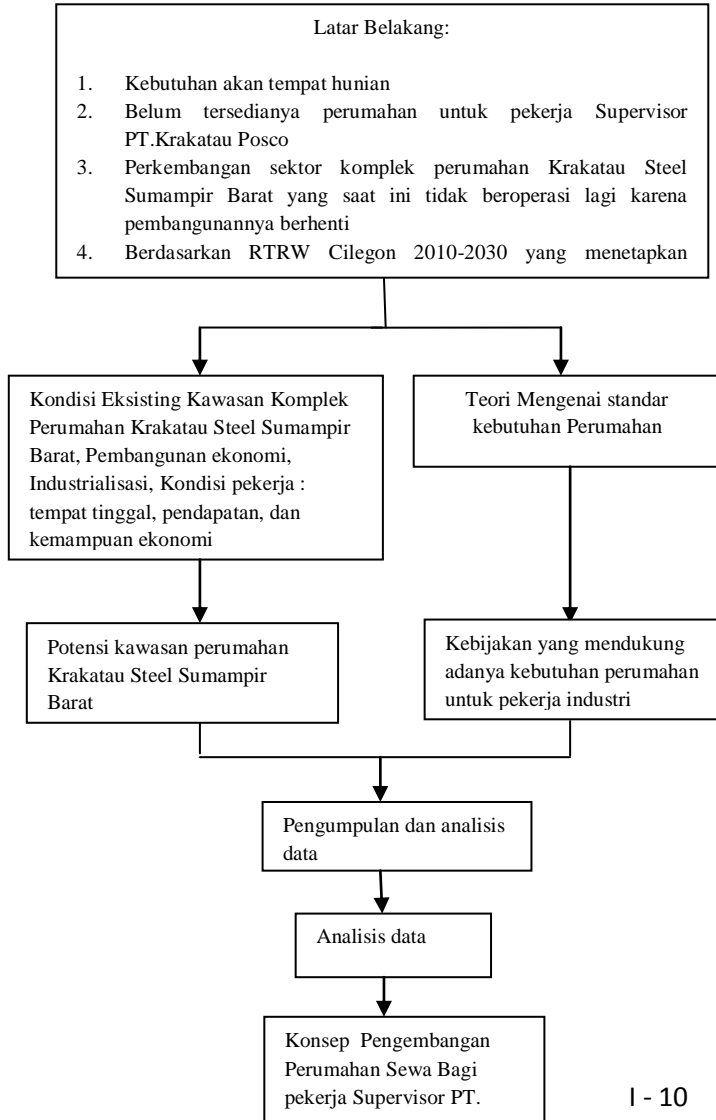 Latar Belakang:
1. Kebutuhan akan tempat hunian
2. Belum tersedianya perumahan untuk pekerja Supervisor
PT.Krakatau Posco
3. Perkembangan sektor komplek perumahan Krakatau Steel
Sumampir Barat yang saat ini tidak beroperasi lagi karena
pembangunannya berhenti
4. Berdasarkan RTRW Cilegon 2010-2030 yang menetapkan
Kondisi Eksisting Kawasan Komplek
Perumahan Krakatau Steel Sumampir
Barat, Pembangunan ekonomi,
Industrialisasi, Kondisi pekerja :
tempat tinggal, pendapatan, dan
kemampuan ekonomi
Teori Mengenai standar
kebutuhan Perumahan
Potensi kawasan perumahan
Krakatau Steel Sumampir
Barat
Kebijakan yang mendukung
adanya kebutuhan perumahan
untuk pekerja industri
Pengumpulan dan analisis
data
Analisis data
Konsep Pengembangan
Perumahan Sewa Bagi
pekerja Supervisor PT.
I - 10